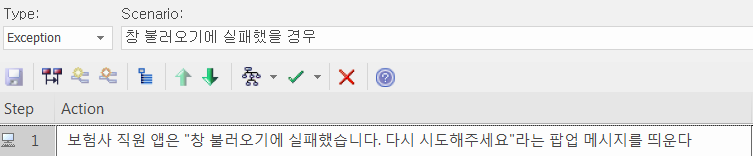 Type: Scenario:
Exception 창 불러오기에 실패했을 경우
Step Action
1 보험사 직원 앱은 "창 불러오기에 실패했습니다. 다시 시도해주세요"라는 팝업 메시지를 띄운다